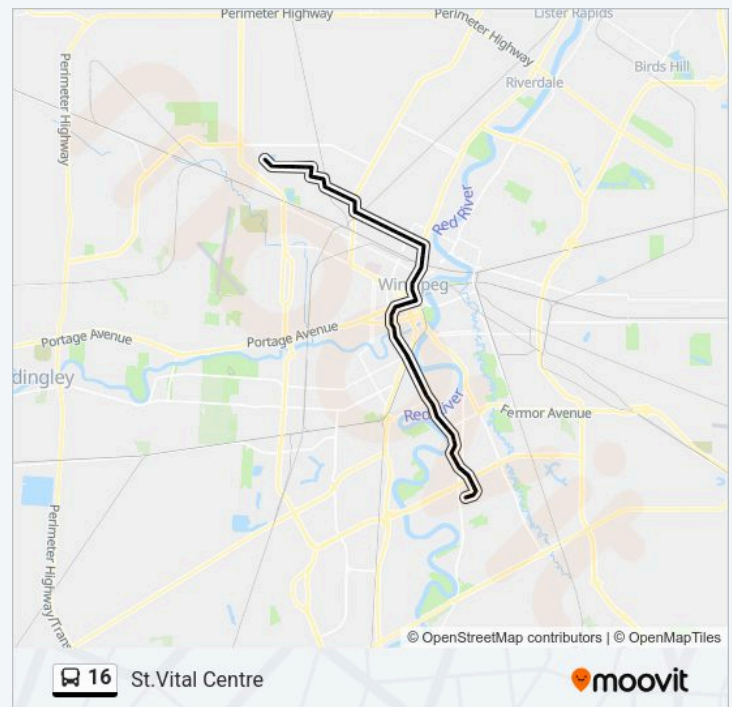 Perimeter Highway
Perimeter Highway
Lister Rapids
Birds Hill
Riverdale
Perimeter Highway
Red River
Winnipeg
Portage Avenue
Portage Avenue
dingley
Red River
Fermor Avenue
Perimeter Highway/Trans
© OpenStreetMap contributors | © OpenMapTiles
16 St.Vital Centre
moovit